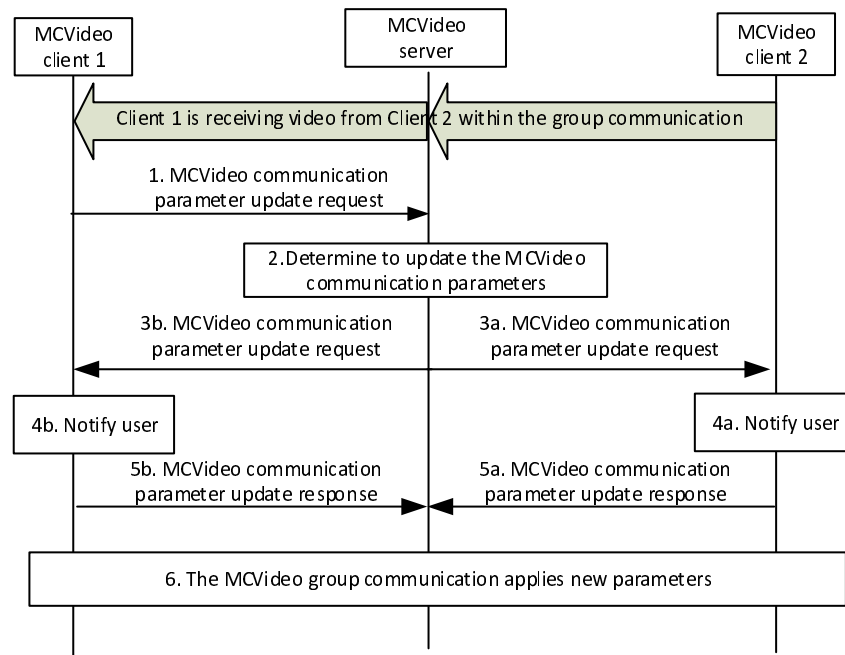 MCVideo
client 1
MCVideo
server
MCVideo
client 2
Client 1 is receiving video from Client 2 within the group communication
1. MCVideo communication
parameter update request
2.Determine to update the MCVideo
communication parameters
3b. MCVideo communication
parameter update request
3a. MCVideo communication
parameter update request
4b. Notify user
4a. Notify user
5b. MCVideo communication
parameter update response
5a. MCVideo communication
parameter update response
6. The MCVideo group communication applies new parameters